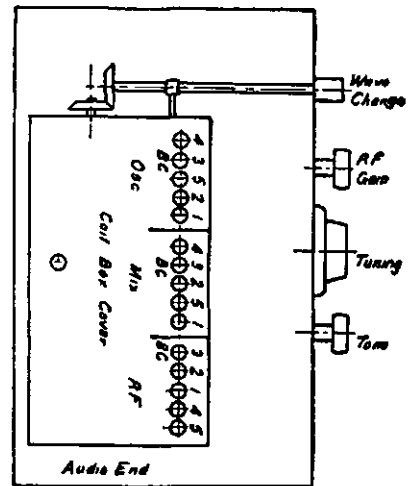 Wave
Change
RF
Gain
Tuning
Tone
4
3
5
2
1
BC
Osc
4
3
2
5
1
BC
Mix
3
2
1
4
5
BC
RF
Coil Box Cover
Audio End